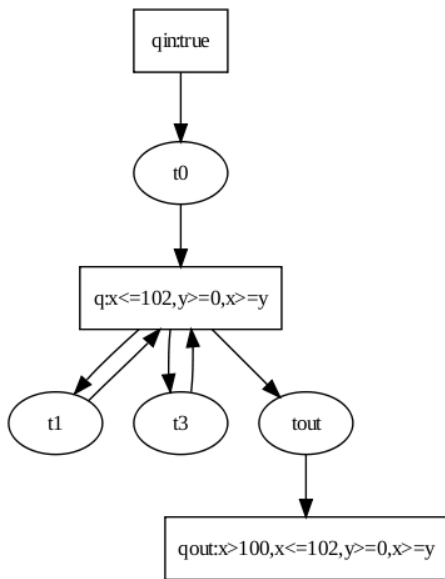 qin:true
t0
q:x<=102,y>=0,x>=y
t1
t3
tout
qout:x>100,x<=102,y>=0,x>=y